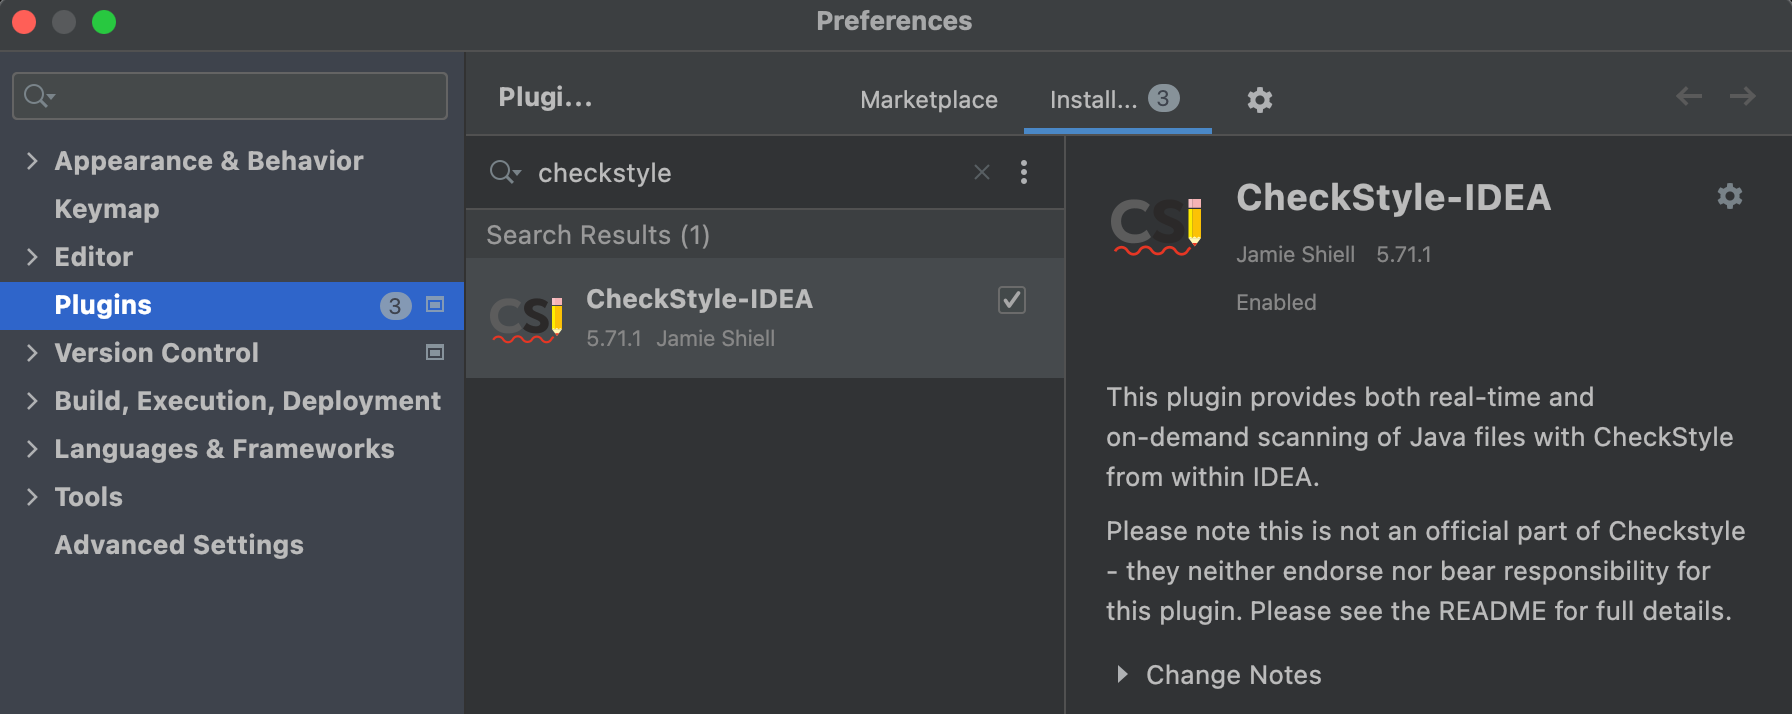 Preferences
Plugi...
Marketplace
Install... 3
Appearance & Behavior
Keymap
Editor
Plugins 3
Version Control
Build, Execution, Deployment
Languages & Frameworks
Tools
Advanced Settings
checkstyle
Search Results (1)
CSI
CheckStyle-IDEA
5.71.1 Jamie Shiell
CSI
CheckStyle-IDEA
Jamie Shiell 5.71.1
Enabled
This plugin provides both real-time and
on-demand scanning of Java files with CheckStyle
from within IDEA.
Please note this is not an official part of Checkstyle
- they neither endorse nor bear responsibility for
this plugin. Please see the README for full details.
Change Notes